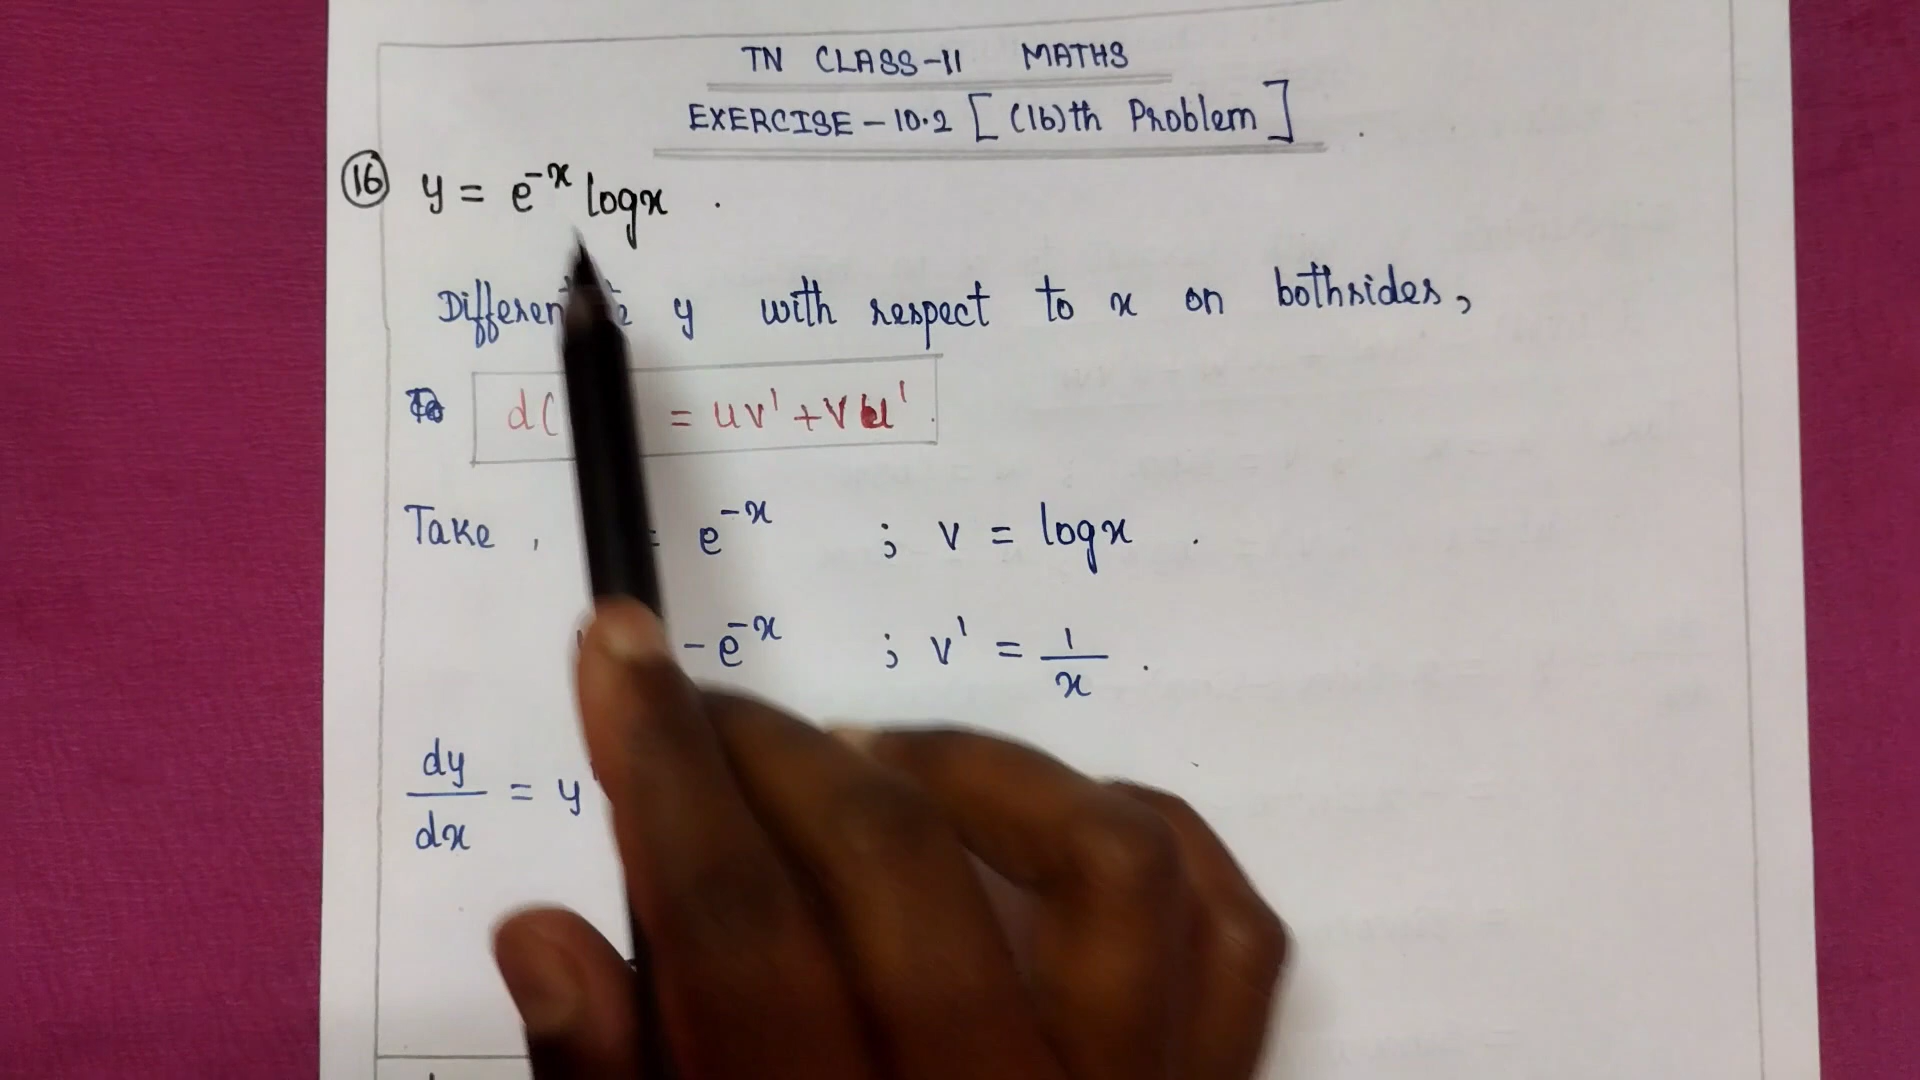 TN CLASS-11 MATHS
EXERCISE-10.2 [(16)th Problem]
16 y = e⁻ˣ logx .
y with respect to x on bothsides,
d( = uv' + vu' .
Take , = e⁻ˣ ; v = logx .
-e⁻ˣ ; v' = 1/x .
dy/dx = y'